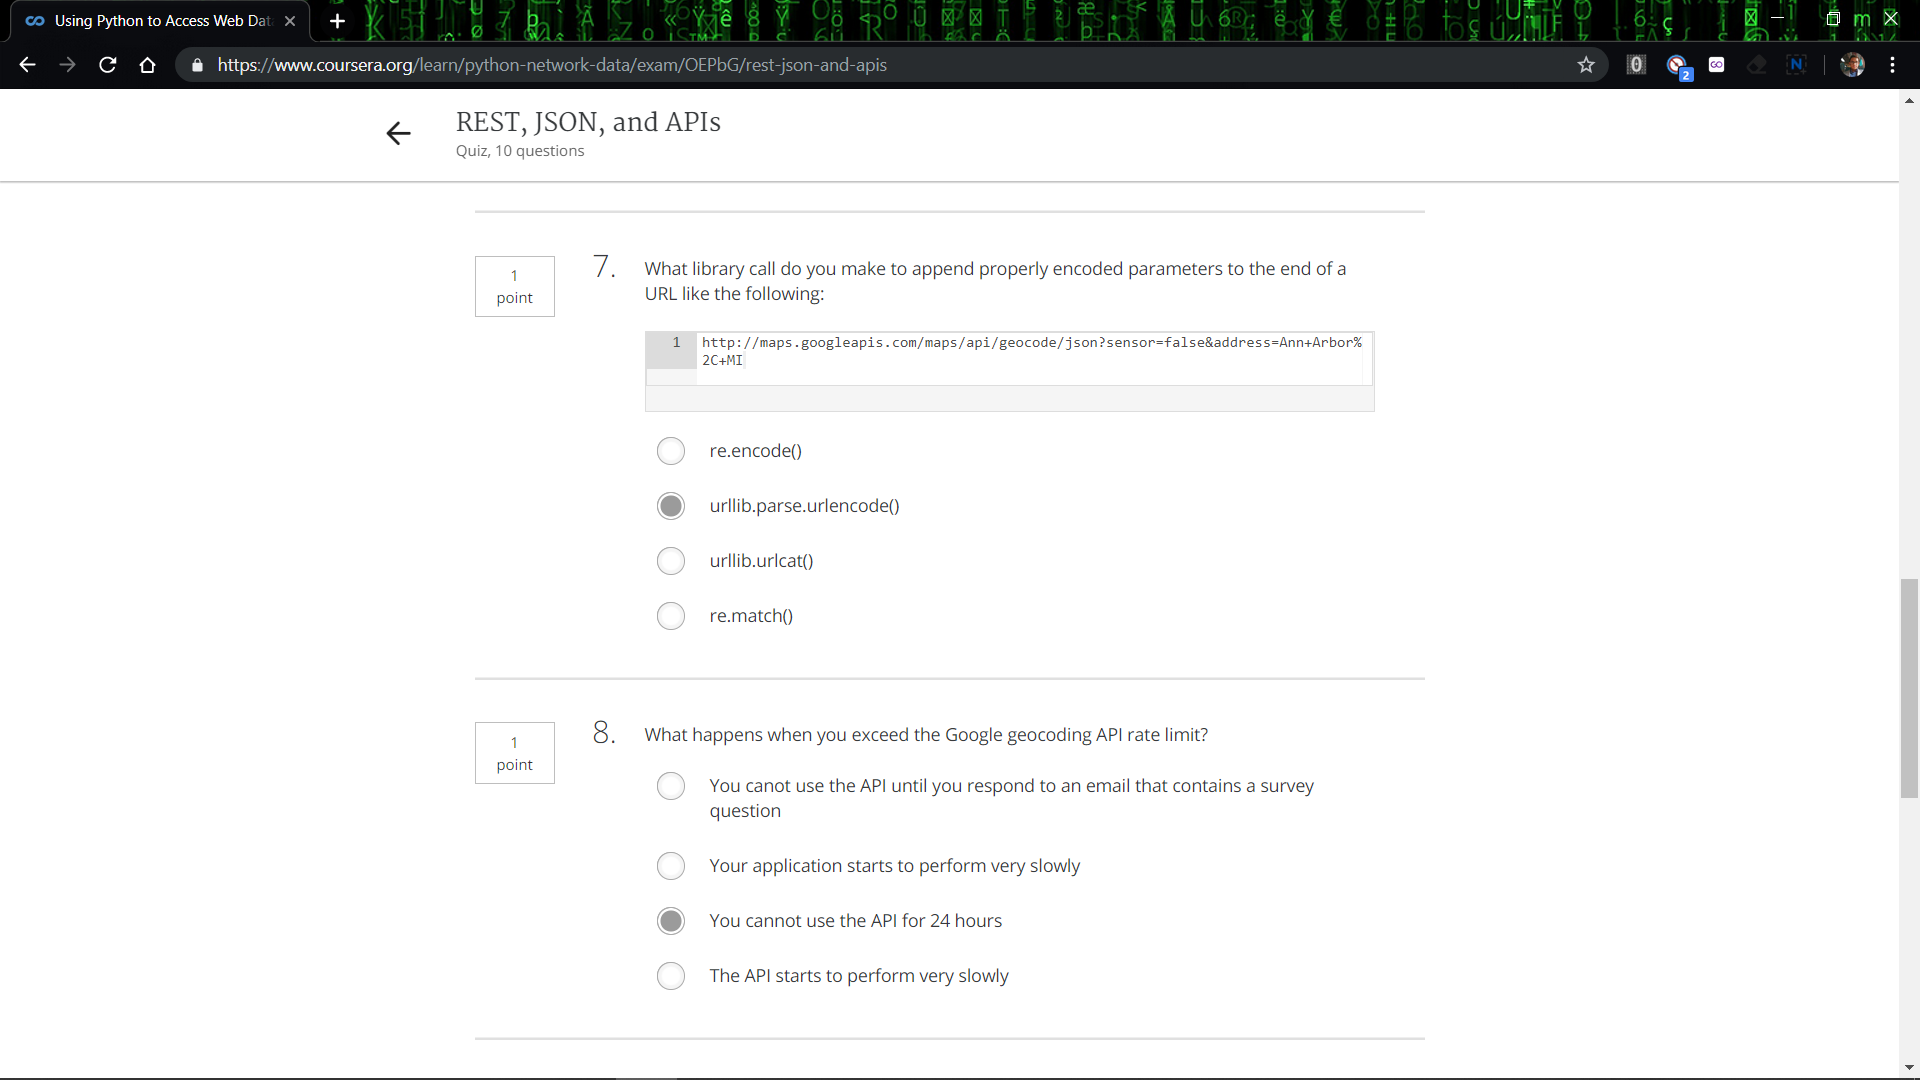 Using Python to Access Web Dat
https://www.coursera.org/learn/python-network-data/exam/OEPbG/rest-json-and-apis
2
REST, JSON, and APIs
Quiz, 10 questions
1
point
7.
What library call do you make to append properly encoded parameters to the end of a
URL like the following:
1
http://maps.googleapis.com/maps/api/geocode/json?sensor=false&address=Ann+Arbor%
2C+MI
re.encode()
urllib.parse.urlencode()
urllib.urlcat()
re.match()
1
point
8.
What happens when you exceed the Google geocoding API rate limit?
You canot use the API until you respond to an email that contains a survey
question
Your application starts to perform very slowly
You cannot use the API for 24 hours
The API starts to perform very slowly